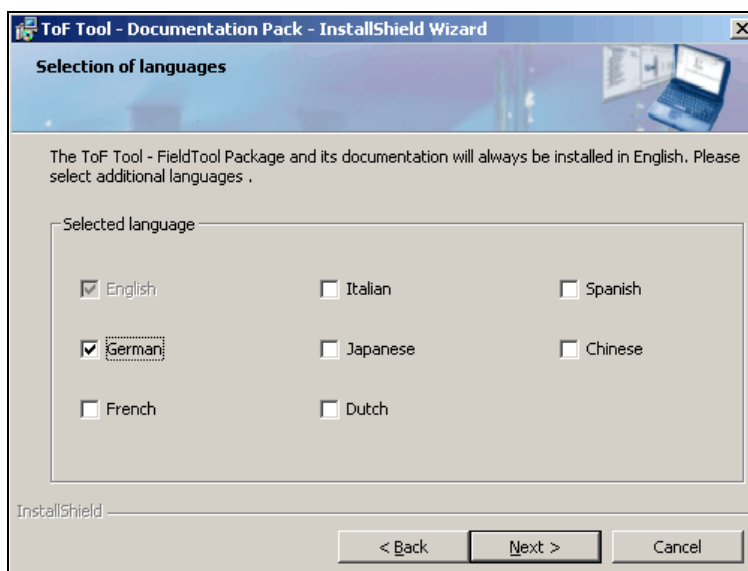 ToF Tool - Documentation Pack - InstallShield Wizard
Selection of languages
The ToF Tool - FieldTool Package and its documentation will always be installed in English. Please
select additional languages .
Selected language
English
Italian
Spanish
German
Japanese
Chinese
French
Dutch
InstallShield
< Back
Next >
Cancel